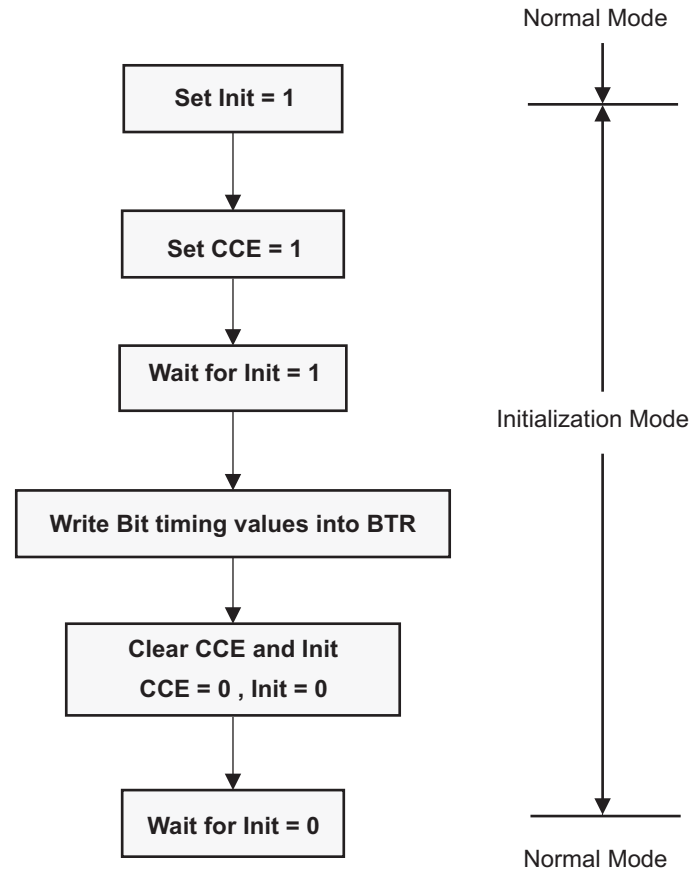 Normal Mode
Set Init = 1
Set CCE = 1
Wait for Init = 1
Initialization Mode
Write Bit timing values into BTR
Clear CCE and Init
CCE = 0 , Init = 0
Wait for Init = 0
Normal Mode